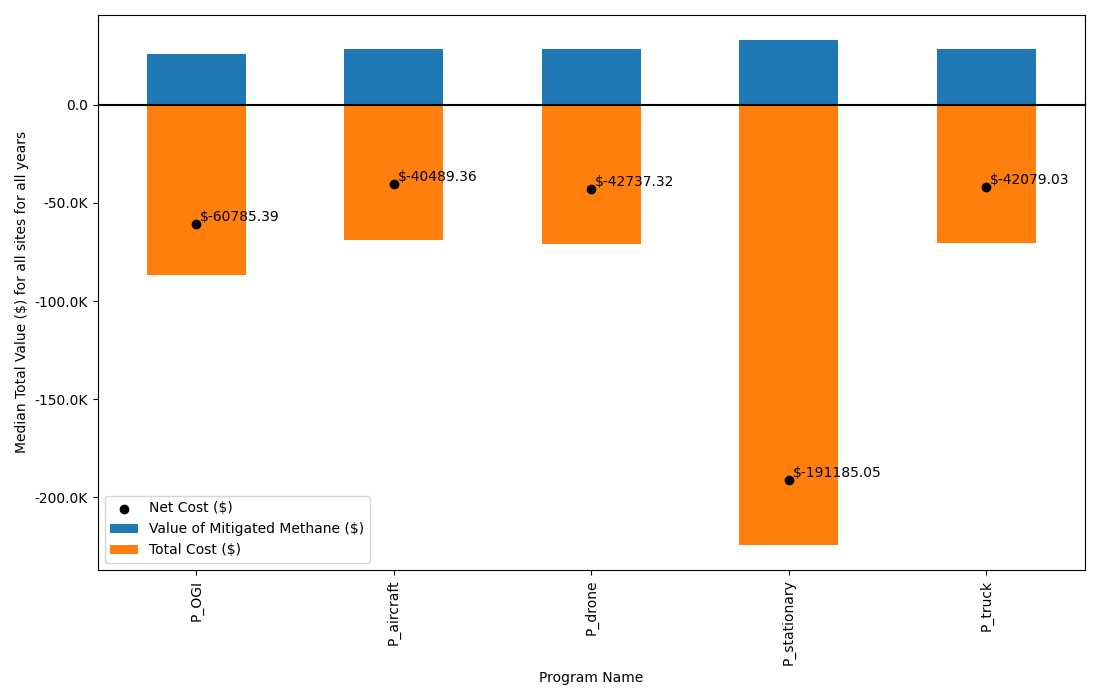 Median Total Value ($) for all sites for all years
0.0
-50.0K
-100.0K
-150.0K
-200.0K
$-60785.39
$-40489.36
$-42737.32
$-191185.05
$-42079.03
Net Cost ($)
Value of Mitigated Methane ($)
Total Cost ($)
P_OGI
P_aircraft
P_drone
P_stationary
P_truck
Program Name